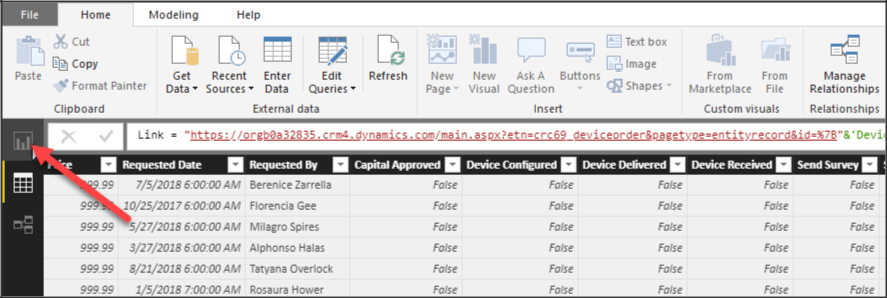 File Home Modeling Help
Paste Cut Copy Format Painter
Clipboard
Get Data Recent Sources Enter Data Edit Queries Refresh
External data
New Page New Visual Ask A Question Buttons Text box Image Shapes
Insert
From Marketplace From File
Custom visuals
Manage Relationships
Relationships
Link = "https://orgb0a32835.crm4.dynamics.com/main.aspx?etn=crc69_deviceorder&pagetype=entityrecord&id=%7B"&'Devic
Price Requested Date Requested By Capital Approved Device Configured Device Delivered Device Received Send Survey
999.99 7/5/2018 6:00:00 AM Berenice Zarrella False False False False False
999.99 10/25/2017 6:00:00 AM Florencia Gee False False False False False
999.99 5/27/2018 6:00:00 AM Milagro Spires False False False False False
999.99 3/27/2018 6:00:00 AM Alphonso Halas False False False False False
999.99 8/21/2018 6:00:00 AM Tatyana Overlock False False False False False
999.99 1/5/2018 7:00:00 AM Rosaura Hower False False False False False